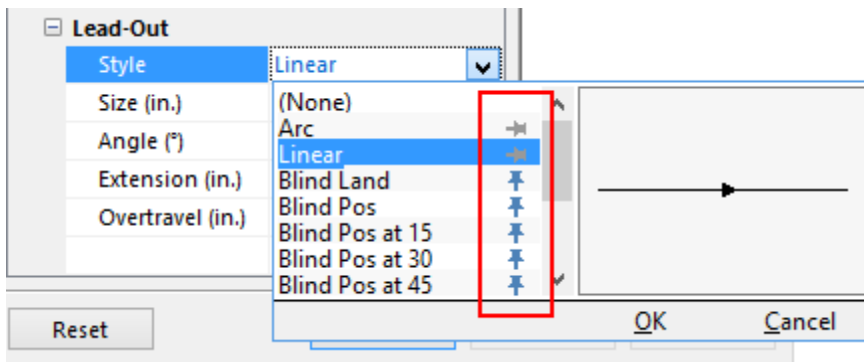 Lead-Out
Style
Linear
Size (in.)
Angle (°)
Extension (in.)
Overtravel (in.)
(None)
Arc
Linear
Blind Land
Blind Pos
Blind Pos at 15
Blind Pos at 30
Blind Pos at 45
OK
Cancel
Reset